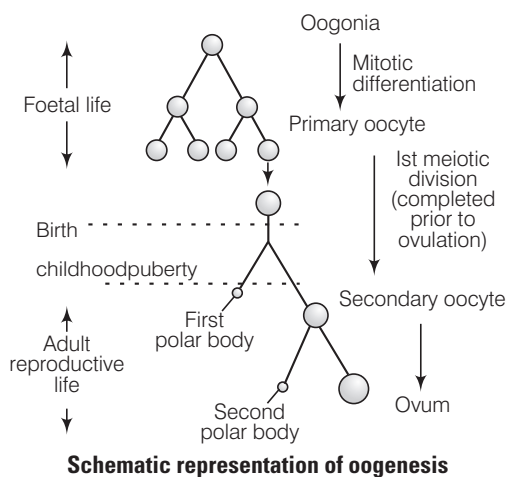 Oogonia
Mitotic
differentiation
Foetal life
Primary oocyte
Ist meiotic
division
(completed
prior to
ovulation)
Birth
childhoodpuberty
First
polar body
Secondary oocyte
Adult
reproductive
life
Second
polar body
Ovum
Schematic representation of oogenesis